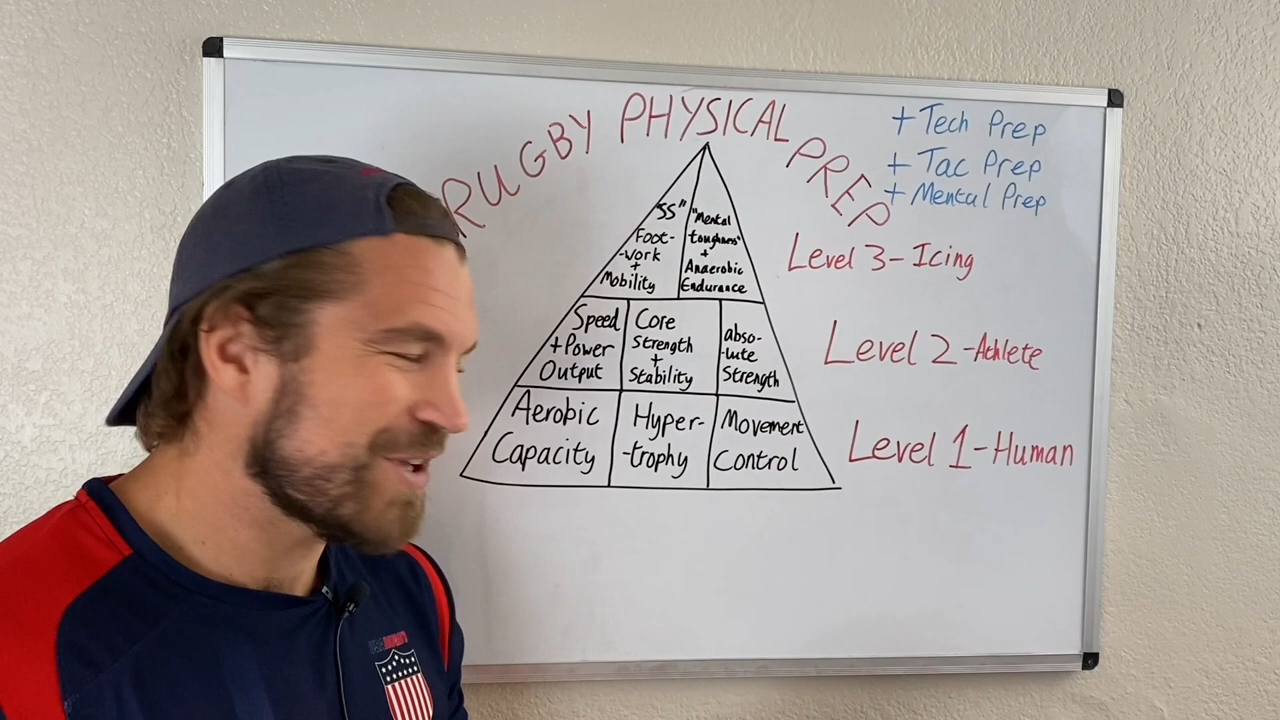 RUGBY PHYSICAL PREP
+ Tech Prep
+ Tac Prep
+ Mental Prep
"SS"
Foot-
-work
+
Mobility
"Mental
toughness"
+
Anaerobic
Endurance
Level 3-Icing
Speed
+ Power
Output
Core
Strength
+
Stability
abso-
-lute
Strength
Level 2-Athlete
Aerobic
Capacity
Hyper-
-trophy
Movement
Control
Level 1-Human